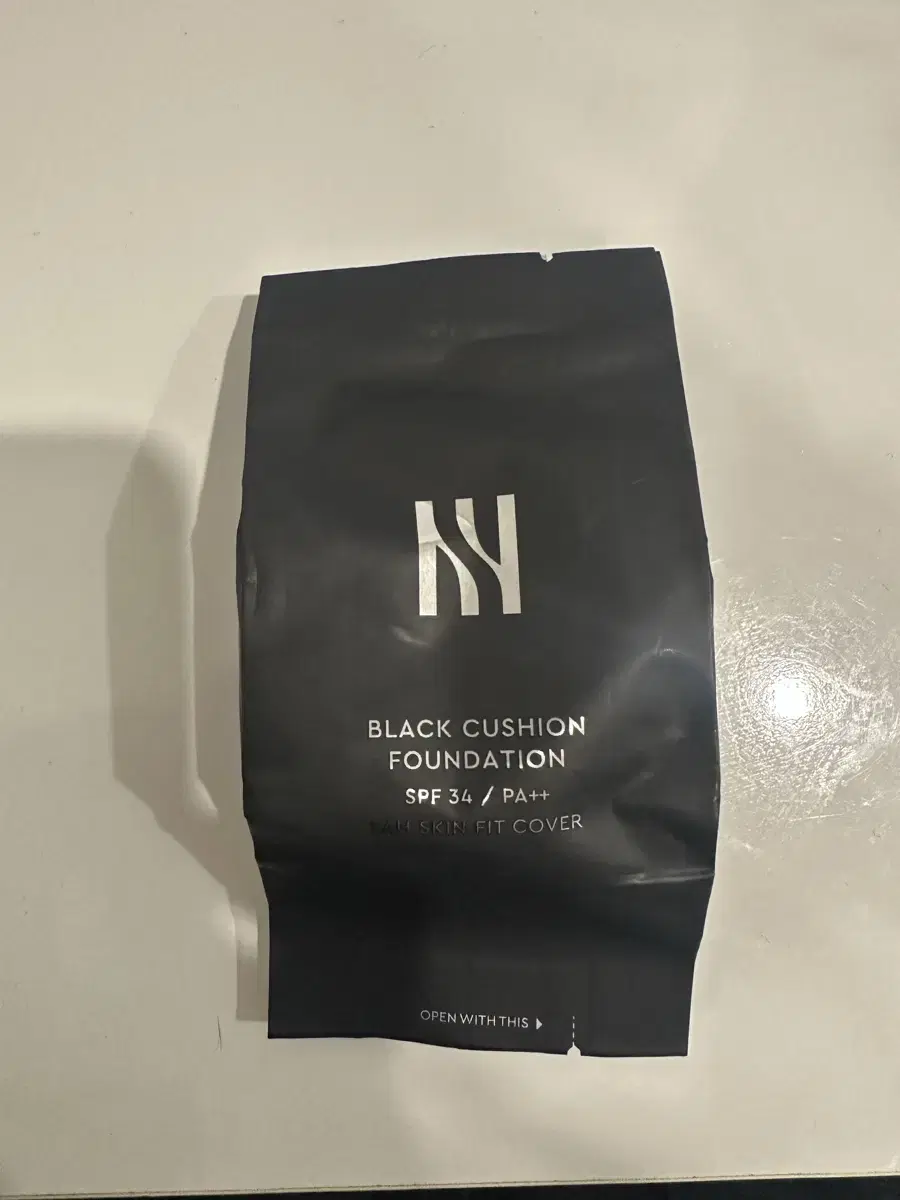 BLACK CUSHION
FOUNDATION
SPF 34 / PA++
SKIN FIT COVER
OPEN WITH THIS